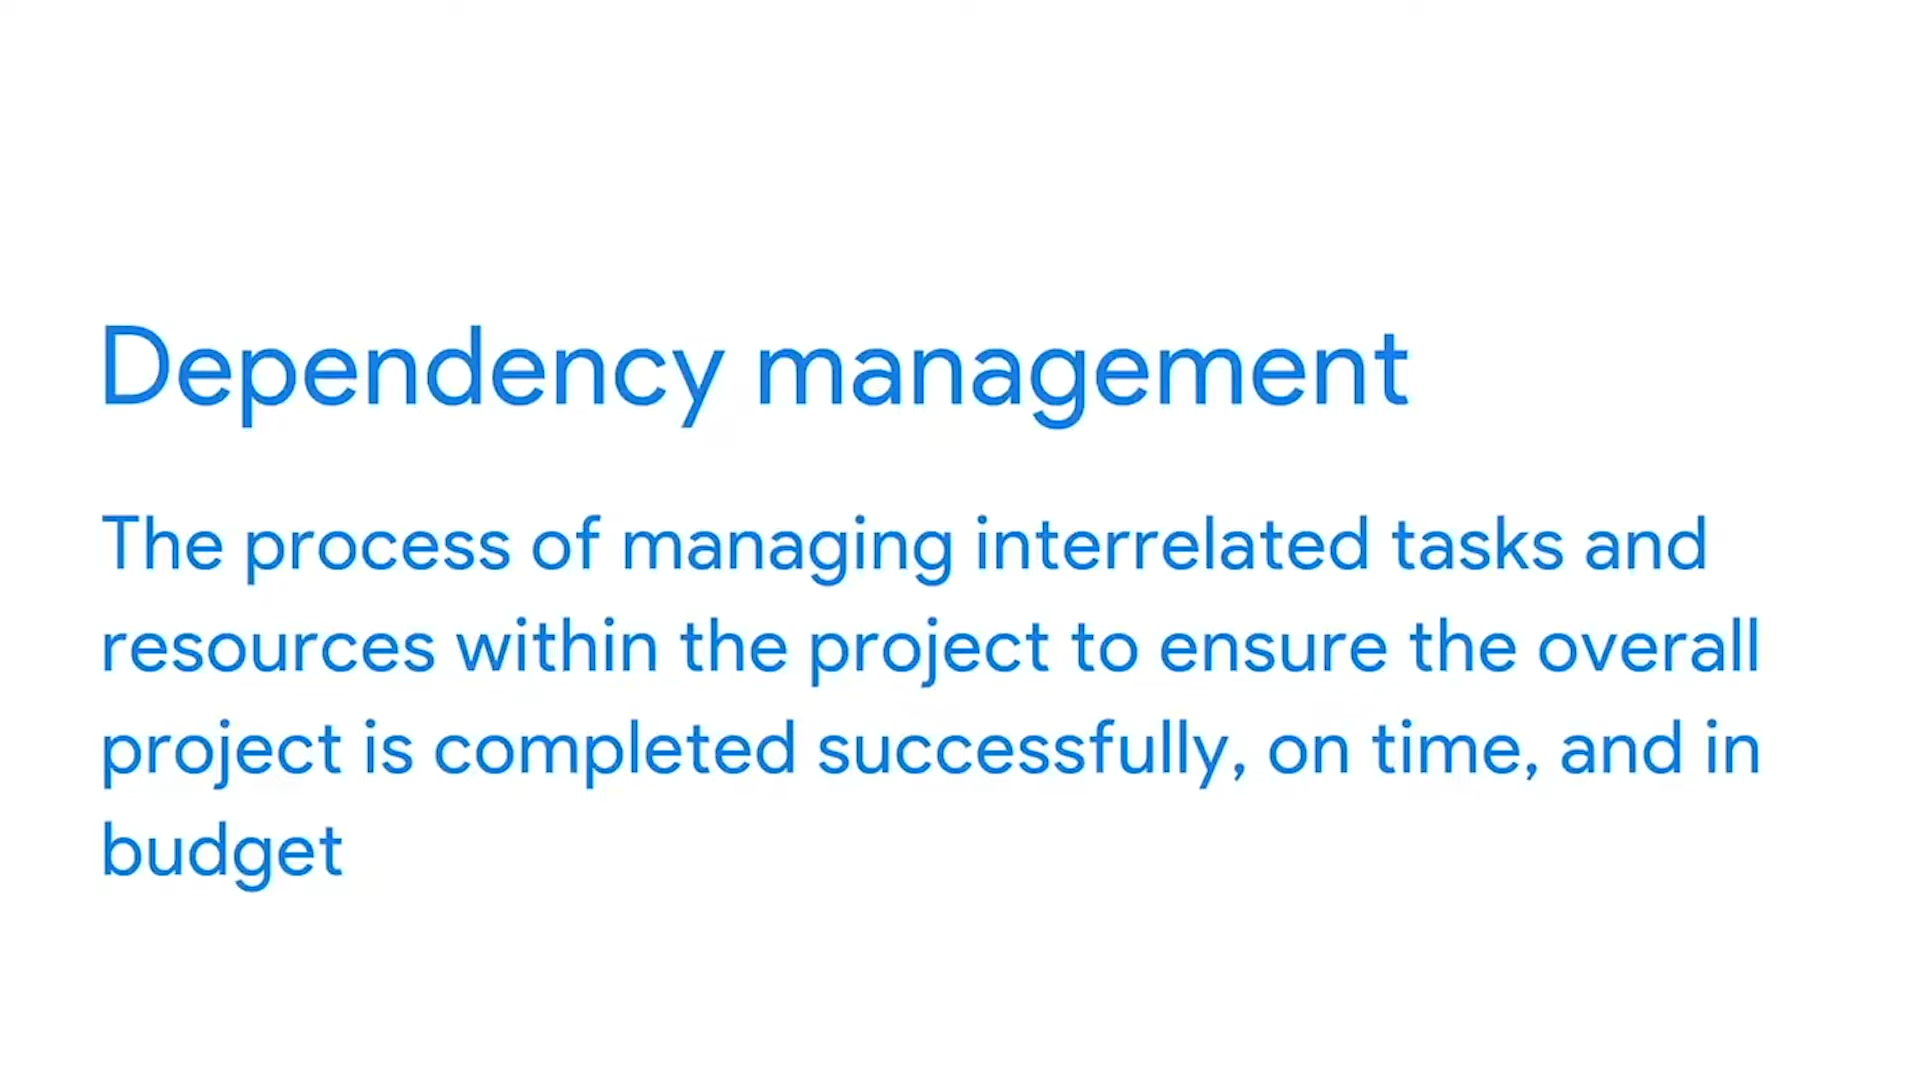 Dependency management
The process of managing interrelated tasks and
resources within the project to ensure the overall
project is completed successfully, on time, and in
budget